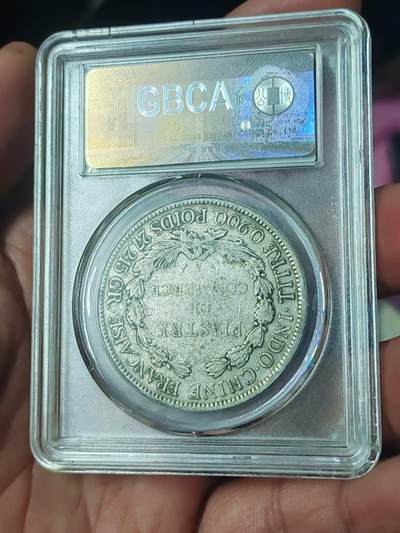 GBCA
INDO-CHINE FRANÇAISE
PIASTRE
DE
COMMERCE
TITRE 0,900 POIDS 27,215 GR.